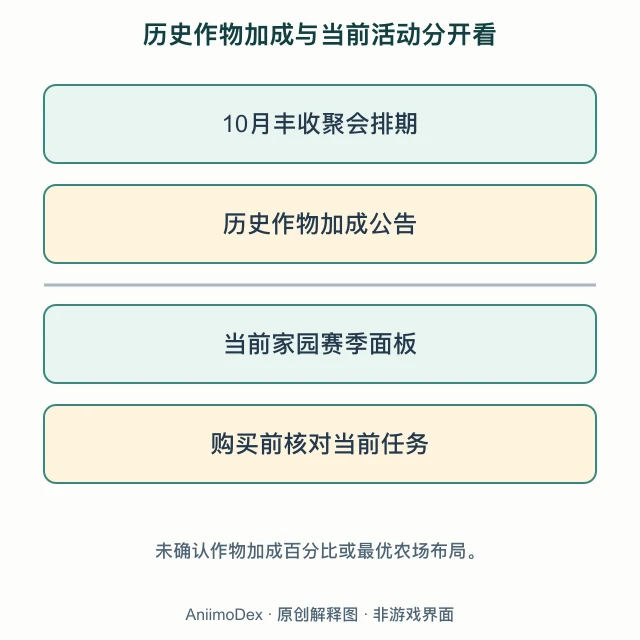 历史作物加成与当前活动分开看
10月丰收聚会排期
历史作物加成公告
当前家园赛季面板
购买前核对当前任务
未确认作物加成百分比或最优农场布局。
AniimoDex · 原创解释图 · 非游戏界面